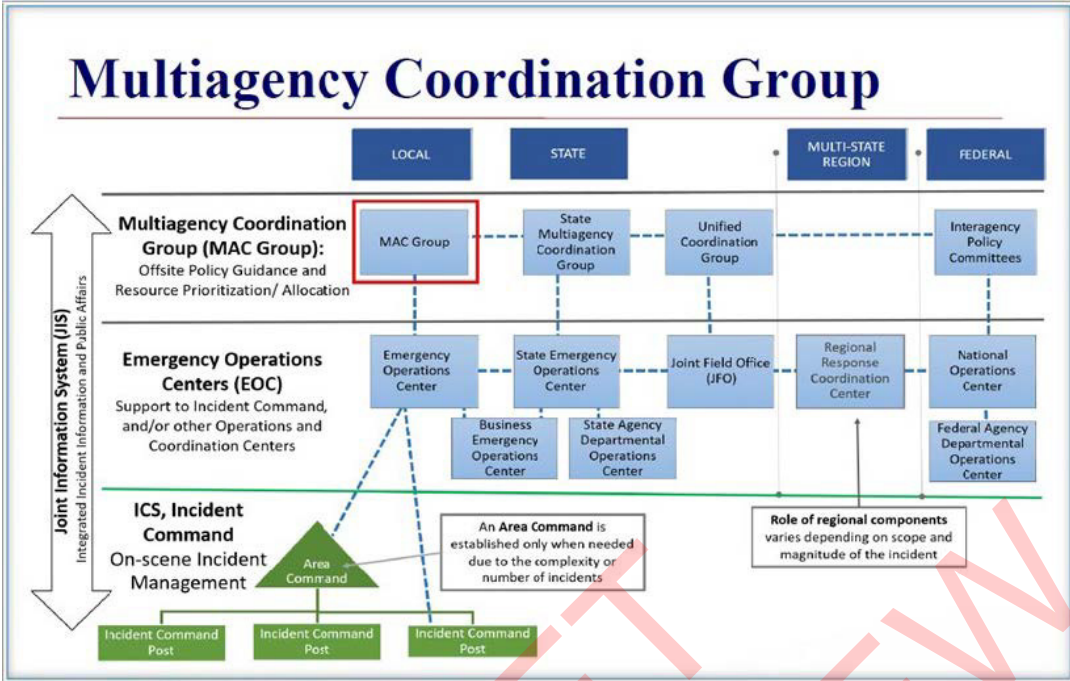 Multiagency Coordination Group
LOCAL
STATE
MULTI-STATE
REGION
FEDERAL
Joint Information System (JIS)
Integrated Incident Information and Public Affairs
Multiagency Coordination
Group (MAC Group):
Offsite Policy Guidance and
Resource Prioritization/ Allocation
MAC Group
State
Multiagency
Coordination
Group
Unified
Coordination
Group
Interagency
Policy
Committees
Emergency Operations
Centers (EOC)
Support to Incident Command,
and/or other Operations and
Coordination Centers
Emergency
Operations
Center
State Emergency
Operations
Center
Joint Field Office
(JFO)
Regional
Response
Coordination
Center
National
Operations
Center
Business
Emergency
Operations
Center
State Agency
Departmental
Operations
Center
Federal Agency
Departmental
Operations
Center
ICS, Incident
Command
On-scene Incident
Management
Area
Command
An Area Command is
established only when needed
due to the complexity or
number of incidents
Role of regional components
varies depending on scope and
magnitude of the incident
Incident Command
Post
Incident Command
Post
Incident Command
Post